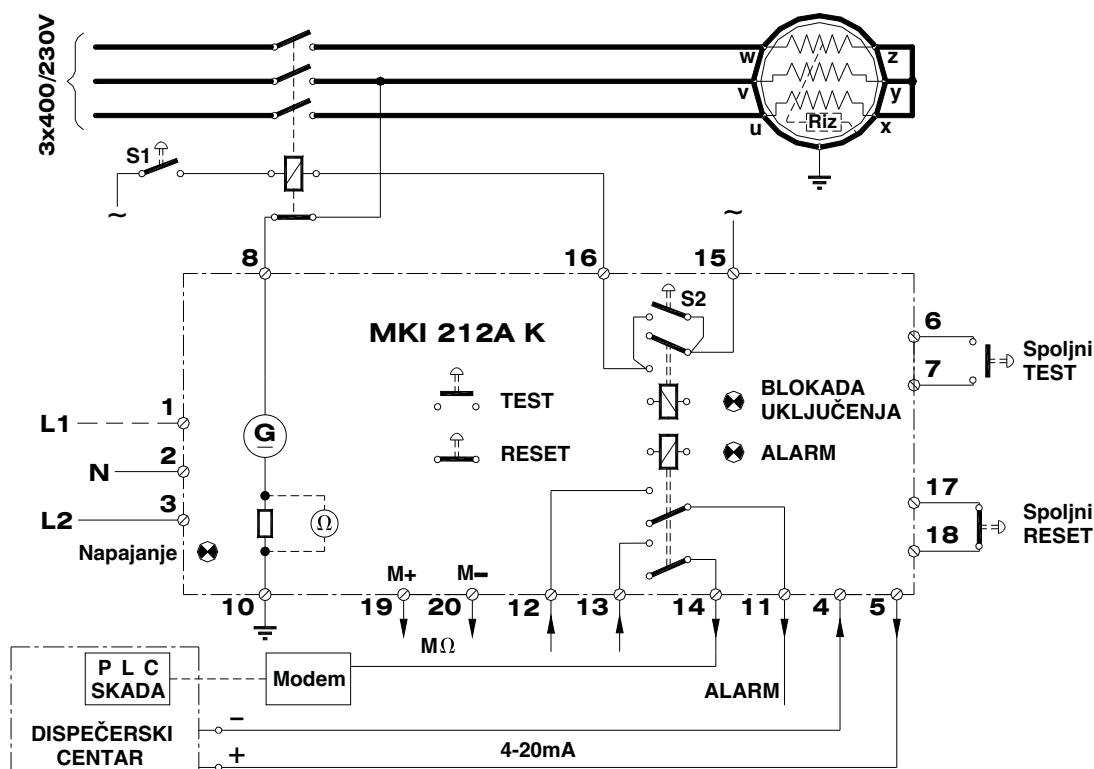 3x400/230V
w
z
v
y
u
Riz
x
S1
~
~
8
16
15
S2
6
MKI 212A K
7
Spoljni
TEST
TEST
BLOKADA
UKLJUČENJA
1
L1
G
RESET
ALARM
2
N
3
L2
Ω
17
18
Spoljni
RESET
Napajanje
M+
M−
10
19
20
12
13
14
11
4
5
MΩ
P L C
SKADA
Modem
ALARM
DISPEČERSKI
CENTAR
−
+
4-20mA